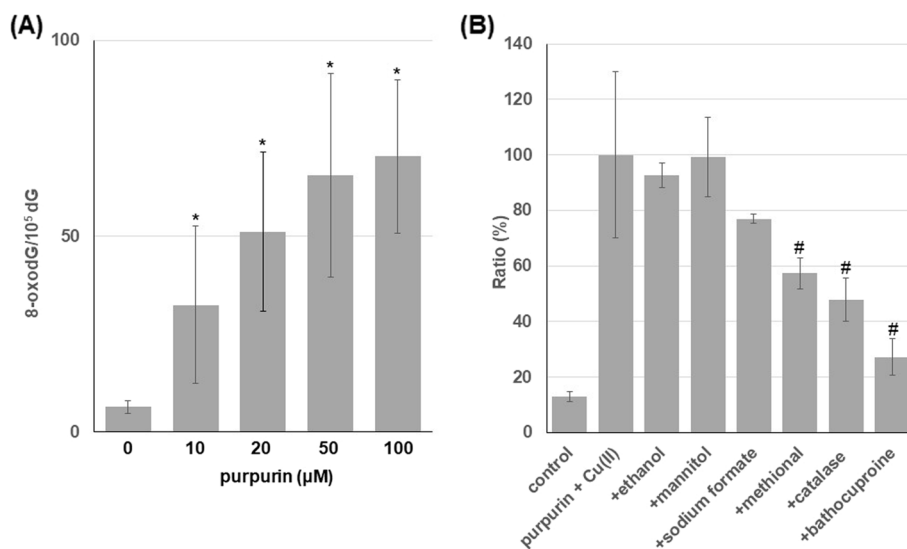 (A)
100
50
0
8-oxodG/10⁵ dG
*
*
*
*
0 10 20 50 100
purpurin (µM)
(B)
140
120
100
80
60
40
20
0
Ratio (%)
#
#
#
control
purpurin + Cu(II)
+ethanol
+mannitol
+sodium formate
+methional
+catalase
+bathocuproine